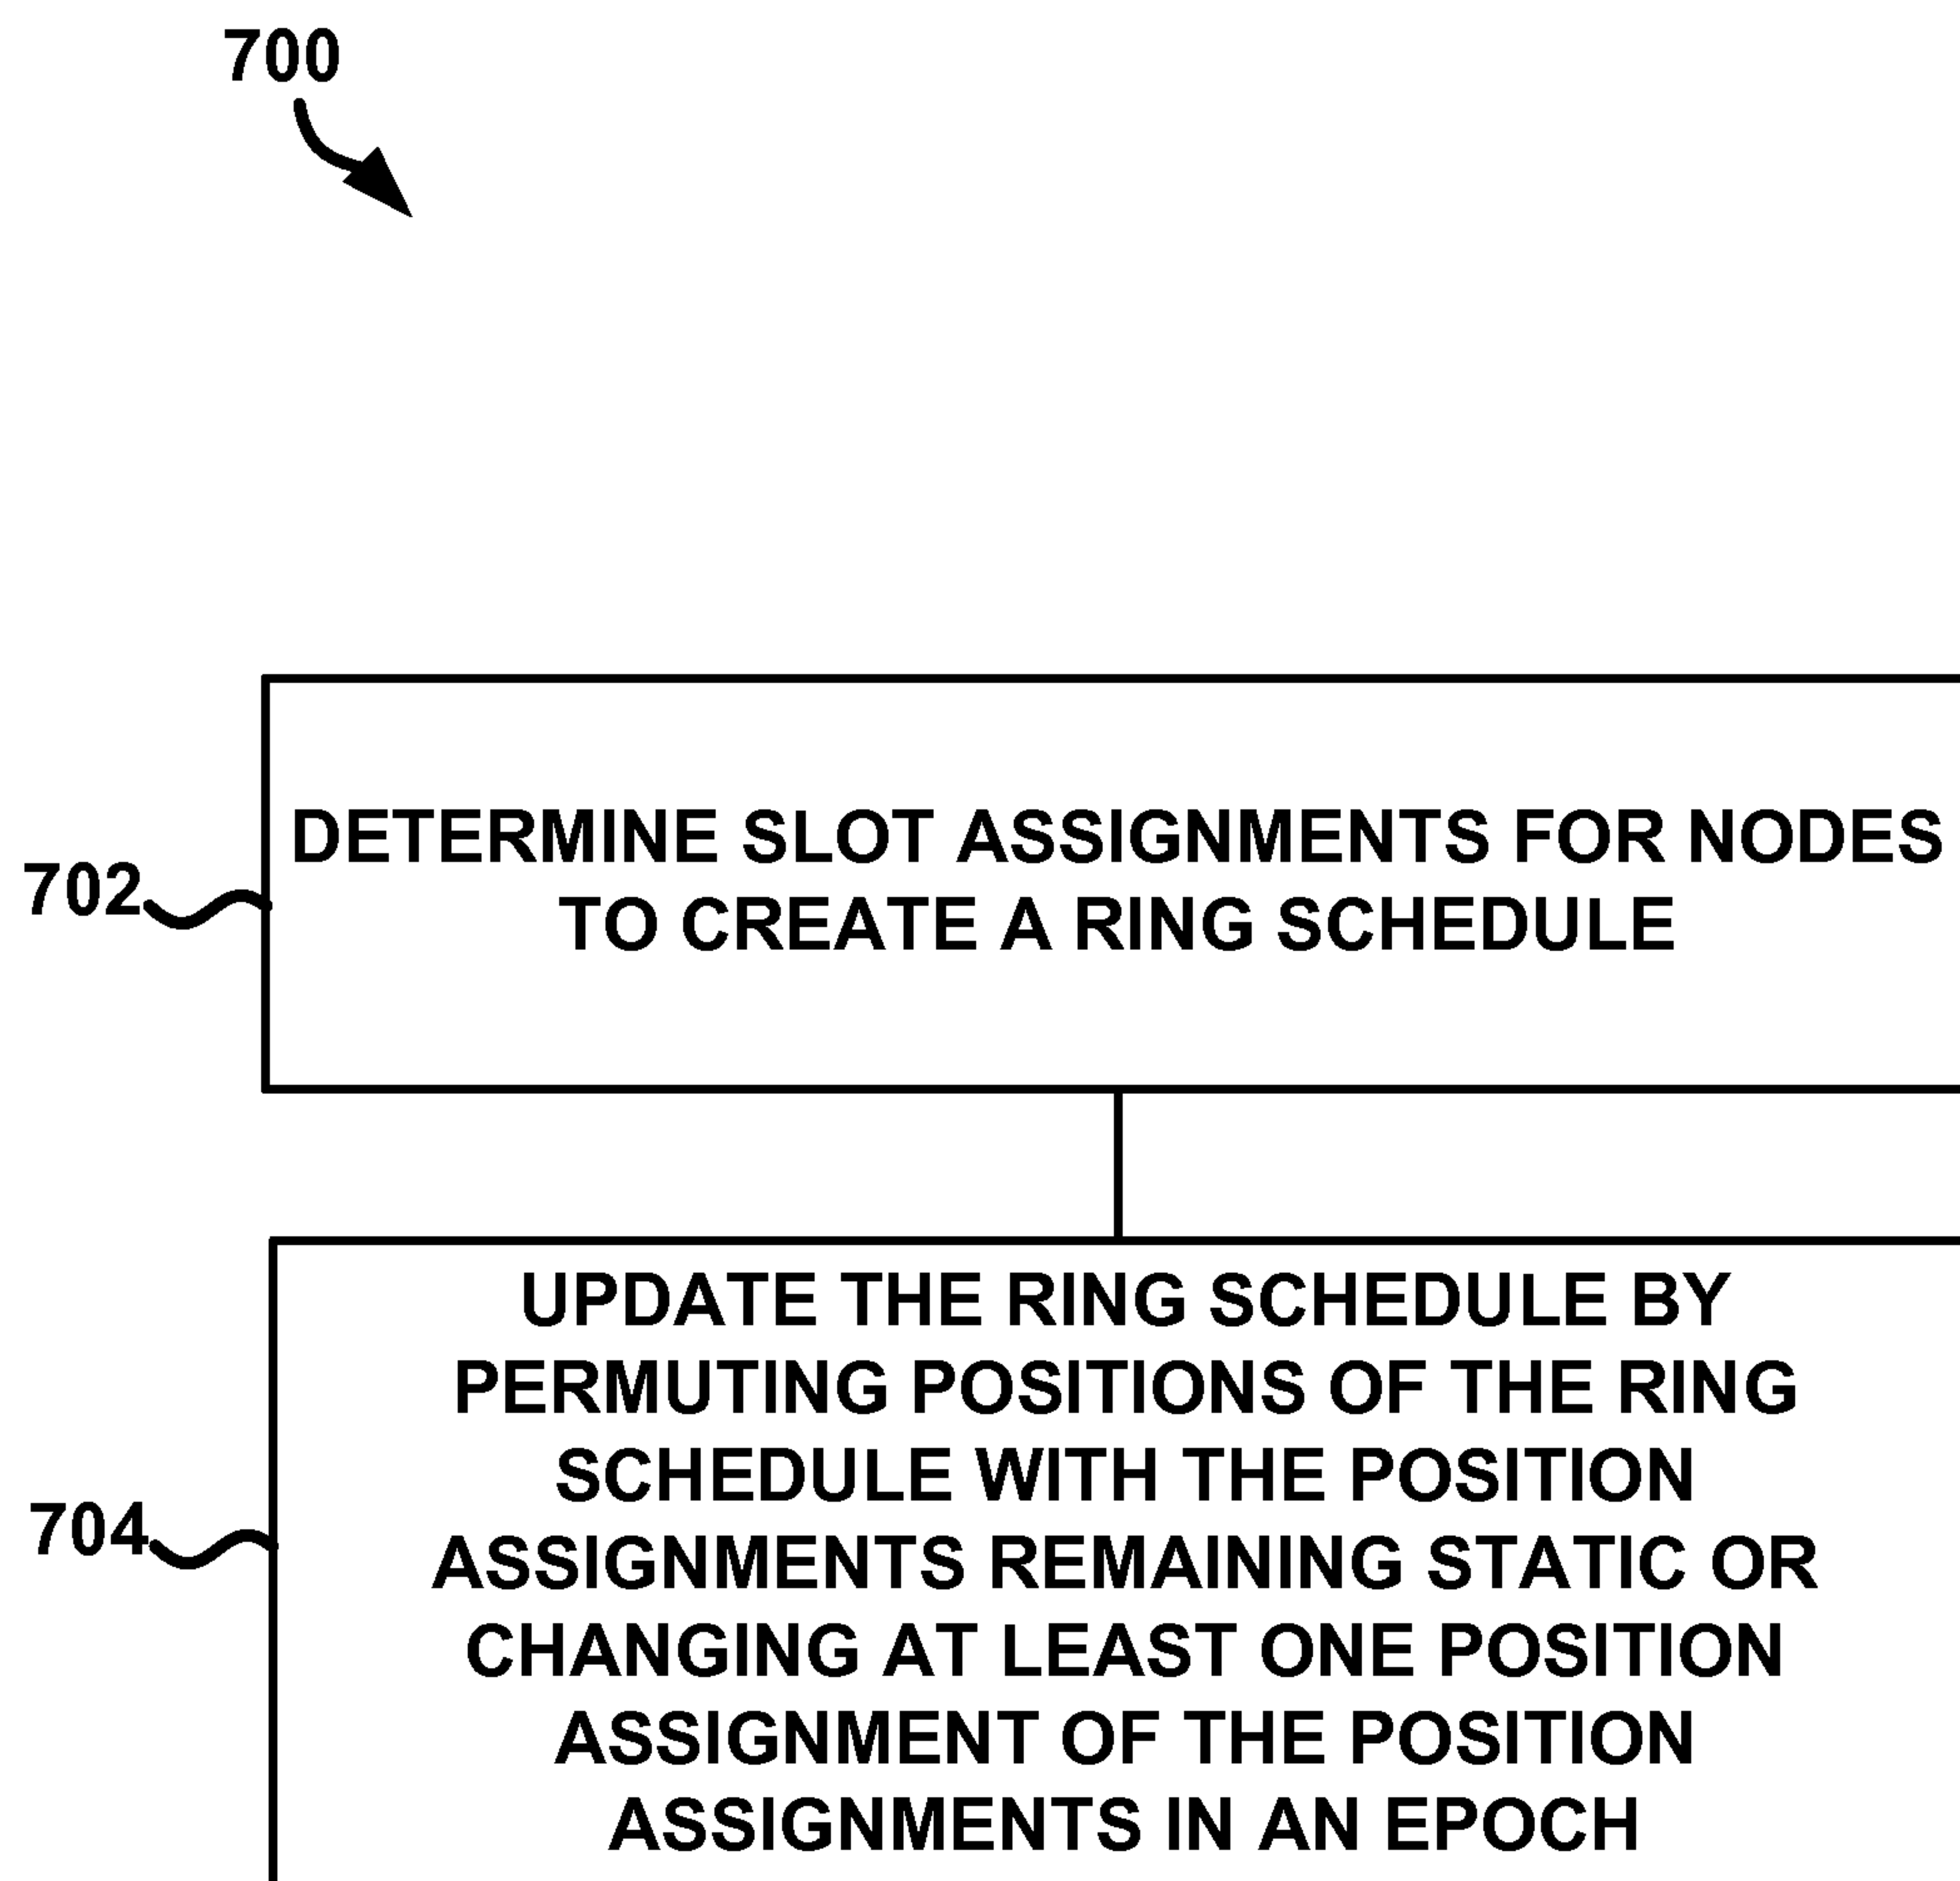 700
702
DETERMINE SLOT ASSIGNMENTS FOR NODES
TO CREATE A RING SCHEDULE
704
UPDATE THE RING SCHEDULE BY
PERMUTING POSITIONS OF THE RING
SCHEDULE WITH THE POSITION
ASSIGNMENTS REMAINING STATIC OR
CHANGING AT LEAST ONE POSITION
ASSIGNMENT OF THE POSITION
ASSIGNMENTS IN AN EPOCH